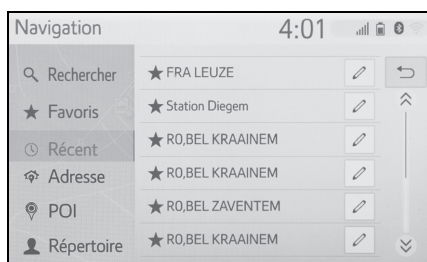 Navigation 4:01
Rechercher
Favoris
Récent
Adresse
POI
Répertoire
FRA LEUZE
Station Diegem
R0,BEL KRAAINEM
R0,BEL KRAAINEM
R0,BEL ZAVENTEM
R0,BEL KRAAINEM